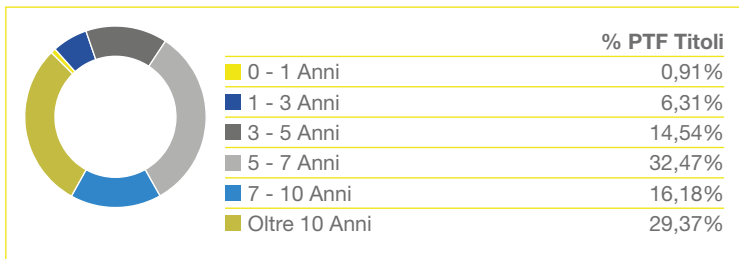 % PTF Titoli
0 - 1 Anni 0,91%
1 - 3 Anni 6,31%
3 - 5 Anni 14,54%
5 - 7 Anni 32,47%
7 - 10 Anni 16,18%
Oltre 10 Anni 29,37%